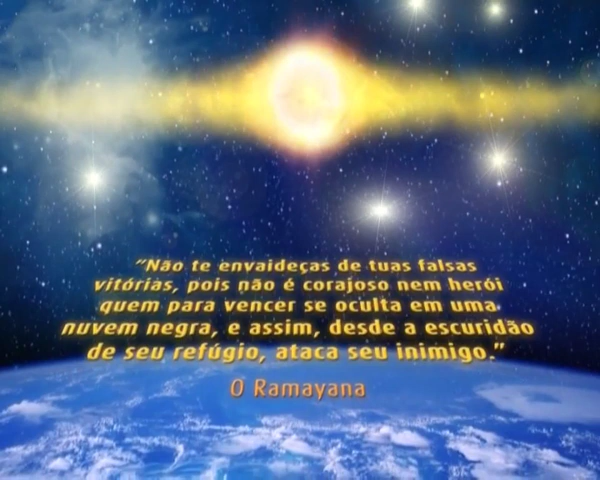 "Não te envaideças de tuas falsas
vitórias, pois não é corajoso nem herói
quem para vencer se oculta em uma
nuvem negra, e assim, desde a escuridão
de seu refúgio, ataca seu inimigo."
O Ramayana